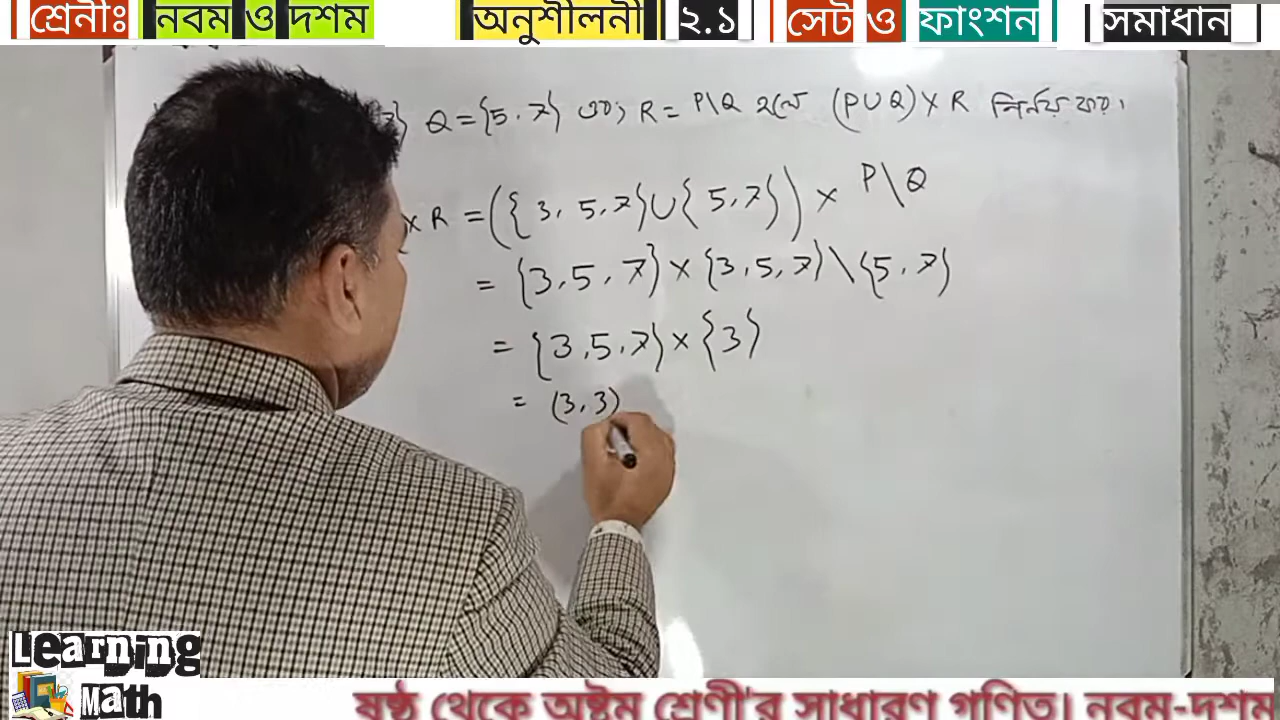 শ্রেনীঃ নবম ও দশম অনুশীলনী ২.১ সেট ও ফাংশন সমাধান
} Q = {5, 7} এবং R = P\Q হলে (P∪Q)×R নির্ণয় কর।
× R = ({3, 5, 7}∪{5, 7}) × P\Q
= {3, 5, 7} × {3, 5, 7} \ {5, 7}
= {3, 5, 7} × {3}
= (3, 3)
Learning
Math
ষষ্ঠ থেকে অষ্টম শ্রেণী'র সাধারণ গণিত। নবম-দশম